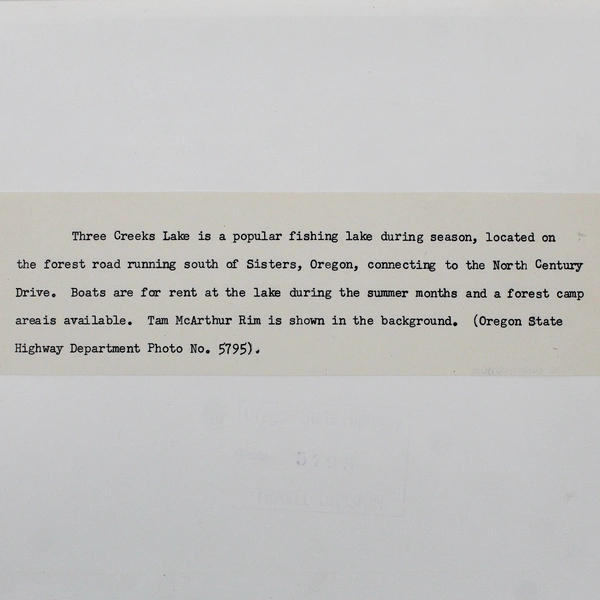 Three Creeks Lake is a popular fishing lake during season, located on
the forest road running south of Sisters, Oregon, connecting to the North Century
Drive. Boats are for rent at the lake during the summer months and a forest camp
areais available. Tam McArthur Rim is shown in the background. (Oregon State
Highway Department Photo No. 5795).